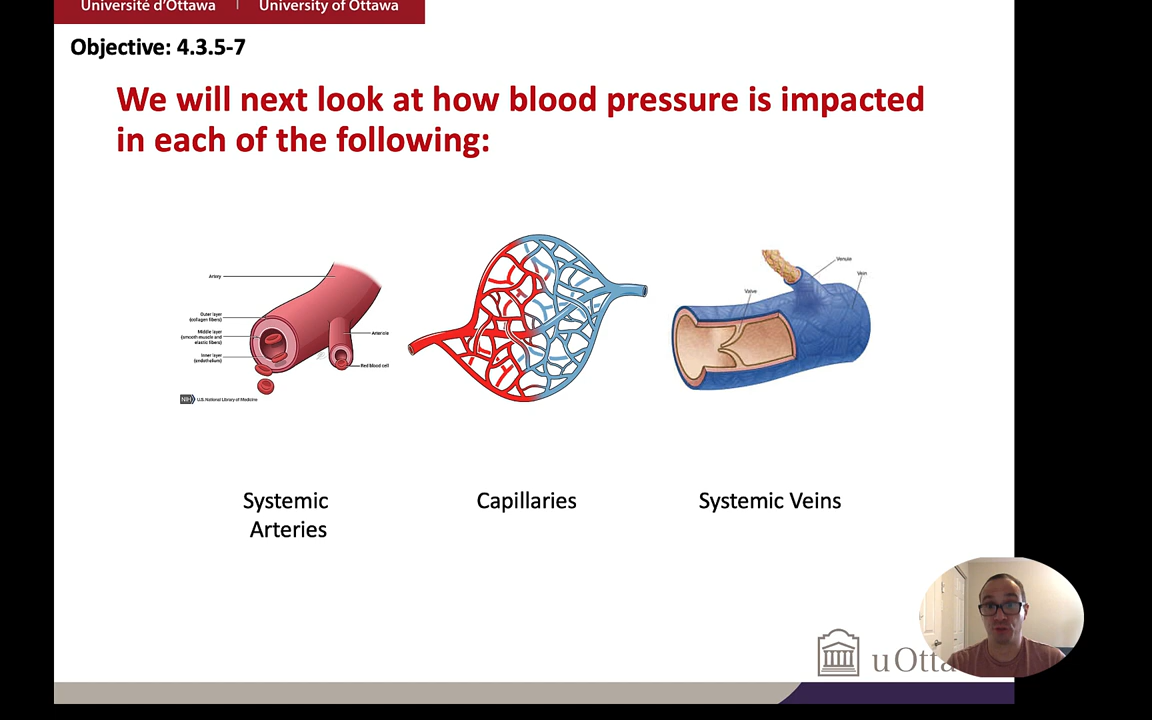 Université d'Ottawa | University of Ottawa
Objective: 4.3.5-7
We will next look at how blood pressure is impacted
in each of the following:
Artery
Outer layer
(collagen fibers)
Middle layer
(smooth muscle and
elastic fibers)
Inner layer
(endothelium)
Arteriole
Red blood cell
NIH U.S. National Library of Medicine
Valve
Venule
Vein
Systemic
Arteries
Capillaries
Systemic Veins
uOtta